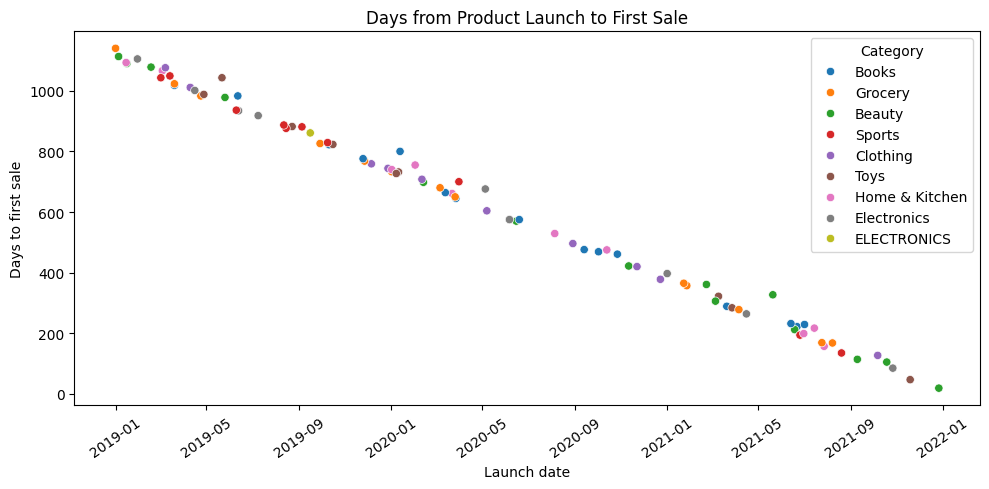 Days from Product Launch to First Sale
Days to first sale
1000
800
600
400
200
0
Category
Books
Grocery
Beauty
Sports
Clothing
Toys
Home & Kitchen
Electronics
ELECTRONICS
2019-01
2019-05
2019-09
2020-01
2020-05
2020-09
2021-01
2021-05
2021-09
2022-01
Launch date